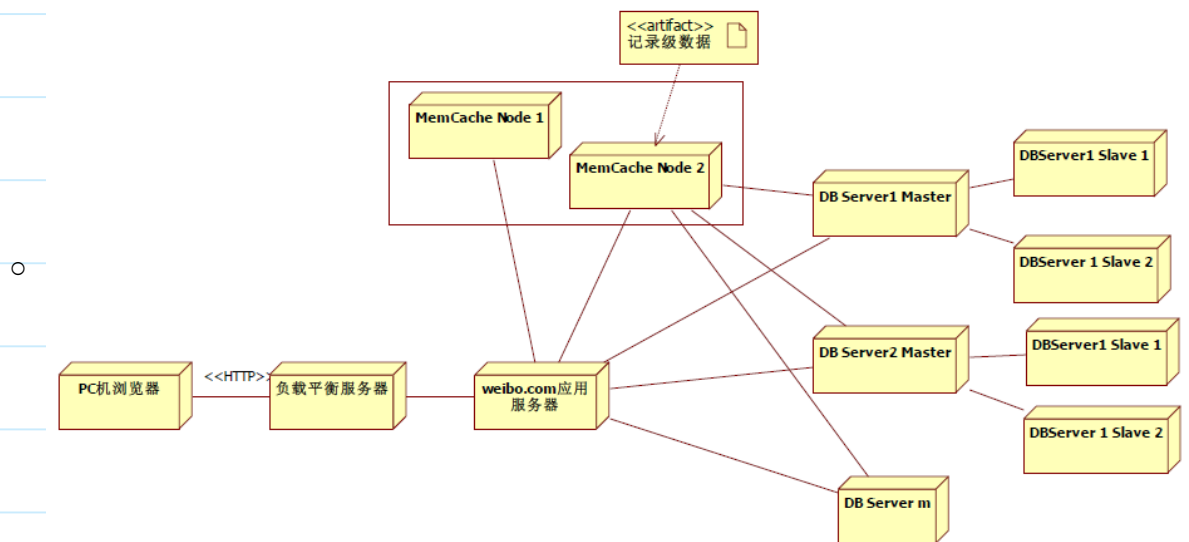 <<artifact>>
记录级数据
MemCache Node 1
MemCache Node 2
DBServer1 Slave 1
DB Server1 Master
DBServer 1 Slave 2
DB Server2 Master
DBServer1 Slave 1
DBServer 1 Slave 2
PC机浏览器
<<HTTP>>
负载平衡服务器
weibo.com应用
服务器
DB Server m